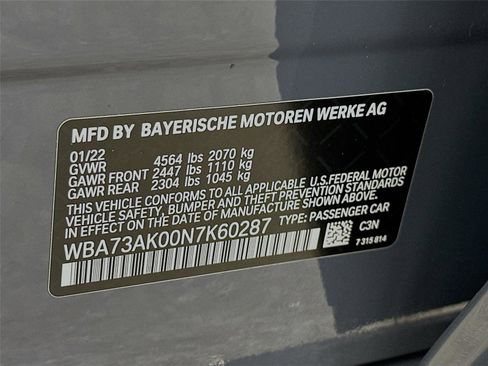 MFD BY BAYERISCHE MOTOREN WERKE AG
01/22
GVWR 4564 lbs 2070 kg
GAWR FRONT 2447 lbs 1110 kg
GAWR REAR 2304 lbs 1045 kg
THIS VEHICLE CONFORMS TO ALL APPLICABLE U.S. FEDERAL MOTOR
VEHICLE SAFETY, BUMPER AND THEFT PREVENTION STANDARDS
IN EFFECT ON THE DATE OF MANUFACTURE SHOWN ABOVE.
WBA73AK00N7K60287 TYPE: PASSENGER CAR
C3N
7 315 814